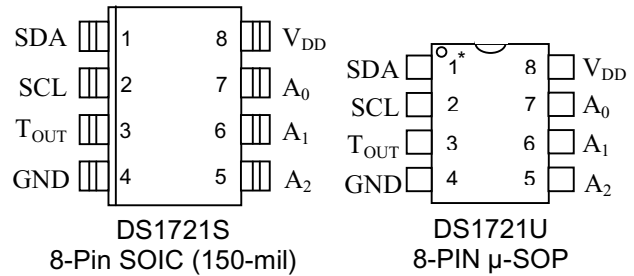 SDA 1 8 VDD
SCL 2 7 A0
TOUT 3 6 A1
GND 4 5 A2
DS1721S
8-Pin SOIC (150-mil)
SDA 1 * 8 VDD
SCL 2 7 A0
TOUT 3 6 A1
GND 4 5 A2
DS1721U
8-PIN µ-SOP